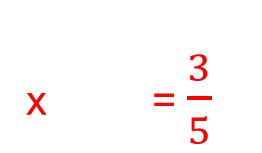 x = 3/5